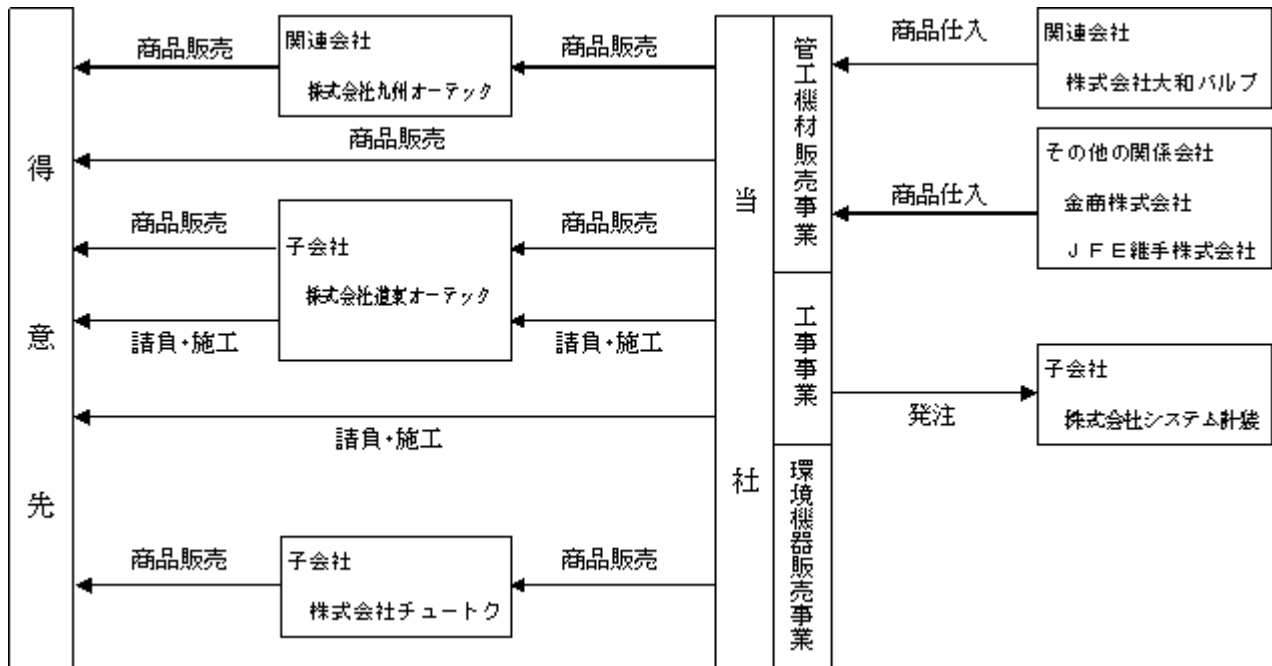 得意先
商品販売
関連会社
株式会社九州オーテック
商品販売
商品販売
商品販売
子会社
株式会社道東オーテック
商品販売
請負・施工
請負・施工
請負・施工
商品販売
子会社
株式会社チュートク
商品販売
当社
管工機材販売事業
工事事業
環境機器販売事業
商品仕入
関連会社
株式会社大和バルブ
商品仕入
その他の関係会社
金商株式会社
JFE継手株式会社
発注
子会社
株式会社システム計装